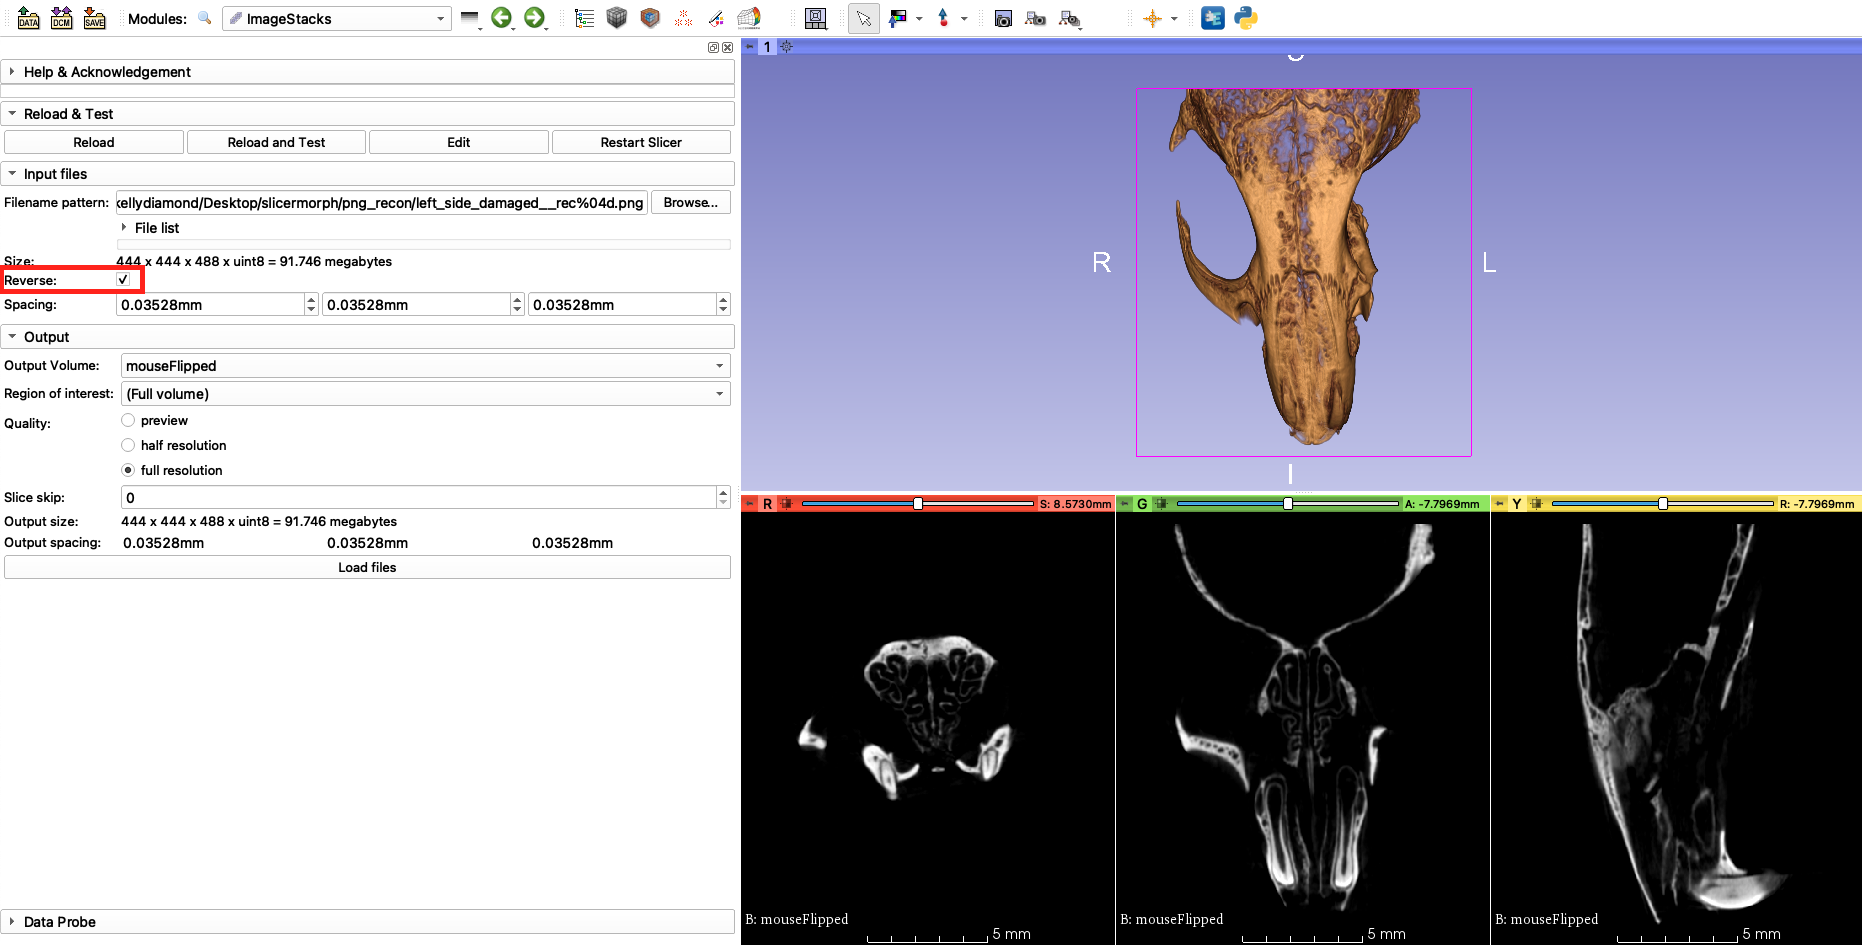 DATA DCM SAVE Modules: ImageStacks
Help & Acknowledgement
Reload & Test
Reload Reload and Test Edit Restart Slicer
Input files
Filename pattern: kellydiamond/Desktop/slicermorph/png_recon/left_side_damaged__rec%04d.png Browse...
File list
Size: 444 x 444 x 488 x uint8 = 91.746 megabytes
Reverse:
Spacing: 0.03528mm 0.03528mm 0.03528mm
Output
Output Volume: mouseFlipped
Region of interest: (Full volume)
Quality: preview
half resolution
full resolution
Slice skip: 0
Output size: 444 x 444 x 488 x uint8 = 91.746 megabytes
Output spacing: 0.03528mm 0.03528mm 0.03528mm
Load files
Data Probe
1
R L
I
R S: 8.5730mm
B: mouseFlipped
5 mm
G A: -7.7969mm
B: mouseFlipped
5 mm
Y R: -7.7969mm
B: mouseFlipped
5 mm